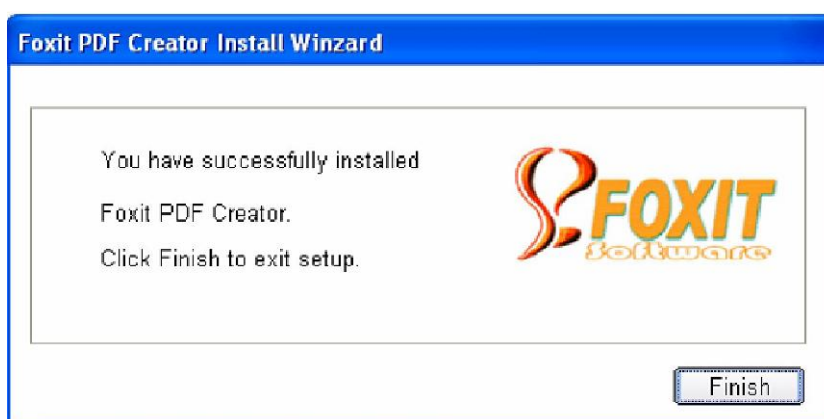 Foxit PDF Creator Install Winzard
You have successfully installed
Foxit PDF Creator.
Click Finish to exit setup.
FOXIT
Software
Finish